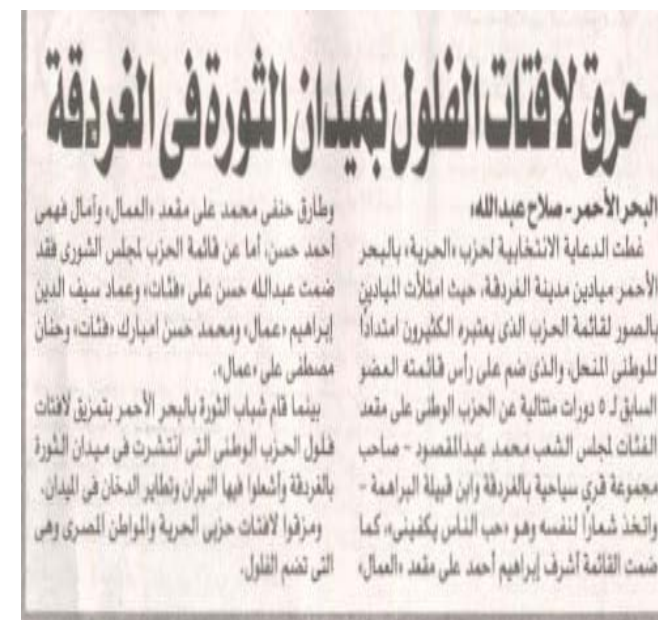 حرق لافتات الفلول بميدان الثورة فى الغردقة
البحر الأحمر - صلاح عبدالله،
غطت الدعاية الانتخابية لحزب «الحرية» بالبحر
الأحمر ميادين مدينة الغردقة، حيث امتلأت الميادين
بالصور لقائمة الحزب الذى يعتبره الكثيرون امتدادًا
للوطنى المنحل، والذى ضم على رأس قائمته العضو
السابق لـ ٥ دورات متتالية عن الحزب الوطنى على مقعد
الفئات لمجلس الشعب محمد عبدالمقصود - صاحب
مجموعة قرى سياحية بالغردقة وابن قبيلة البراهمة -
واتخذ شعارًا لنفسه وهو «حب الناس يكفينى»، كما
ضمت القائمة أشرف إبراهيم أحمد على مقعد «العمال»
وطارق حنفى محمد على مقعد «العمال» وآمال فهمى
أحمد حسن، أما عن قائمة الحزب لمجلس الشورى فقد
ضمت عبدالله حسن على «فئات» وعماد سيف الدين
إبراهيم «عمال» ومحمد حسن امبارك «فئات» وحنان
مصطفى على «عمال».
بينما قام شباب الثورة بالبحر الأحمر بتمزيق لافتات
فلول الحزب الوطنى التى انتشرت فى ميدان الثورة
بالغردقة وأشعلوا فيها النيران وتطاير الدخان فى الميدان.
ومزقوا لافتات حزبى الحرية والمواطن المصرى وهى
التى تضم الفلول.